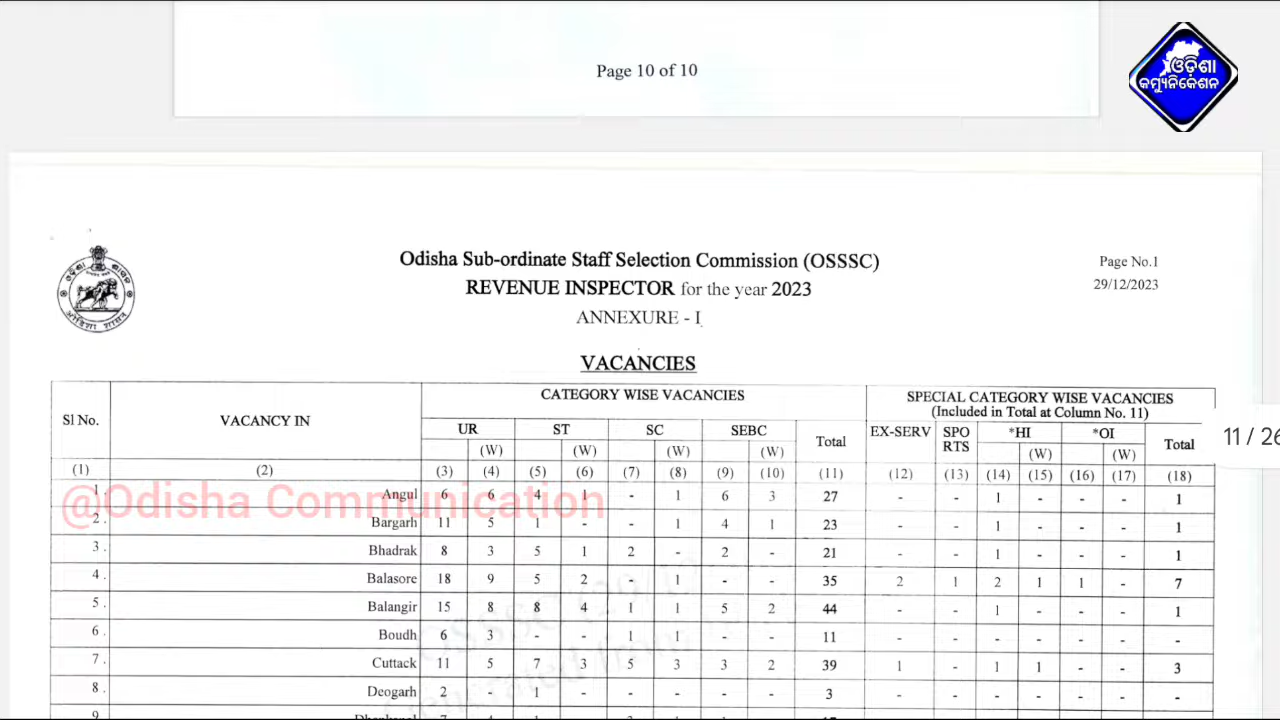 Page 10 of 10
ଓଡ଼ିଶା
କମ୍ୟୁନିକେଶନ
Odisha Sub-ordinate Staff Selection Commission (OSSSC)
Page No.1
REVENUE INSPECTOR for the year 2023
29/12/2023
ANNEXURE - I
VACANCIES
Sl No. VACANCY IN CATEGORY WISE VACANCIES SPECIAL CATEGORY WISE VACANCIES
(Included in Total at Column No. 11)
UR ST SC SEBC Total EX-SERV SPO RTS *HI *OI Total
(W) (W) (W) (W) (W) (W)
11 / 26
(1) (2) (3) (4) (5) (6) (7) (8) (9) (10) (11) (12) (13) (14) (15) (16) (17) (18)
1. Angul 6 6 4 1 - 1 6 3 27 - - 1 - - - 1
@Odisha Communication
2. Bargarh 11 5 1 - - 1 4 1 23 - - 1 - - - 1
3. Bhadrak 8 3 5 1 2 - 2 - 21 - - 1 - - - 1
4. Balasore 18 9 5 2 - 1 - - 35 2 1 2 1 1 - 7
5. Balangir 15 8 8 4 1 1 5 2 44 - - 1 - - - 1
6. Boudh 6 3 - - 1 1 - - 11 - - - - - - -
7. Cuttack 11 5 7 3 5 3 3 2 39 1 - 1 1 - - 3
8. Deogarh 2 - 1 - - - - - 3 - - - - - - -